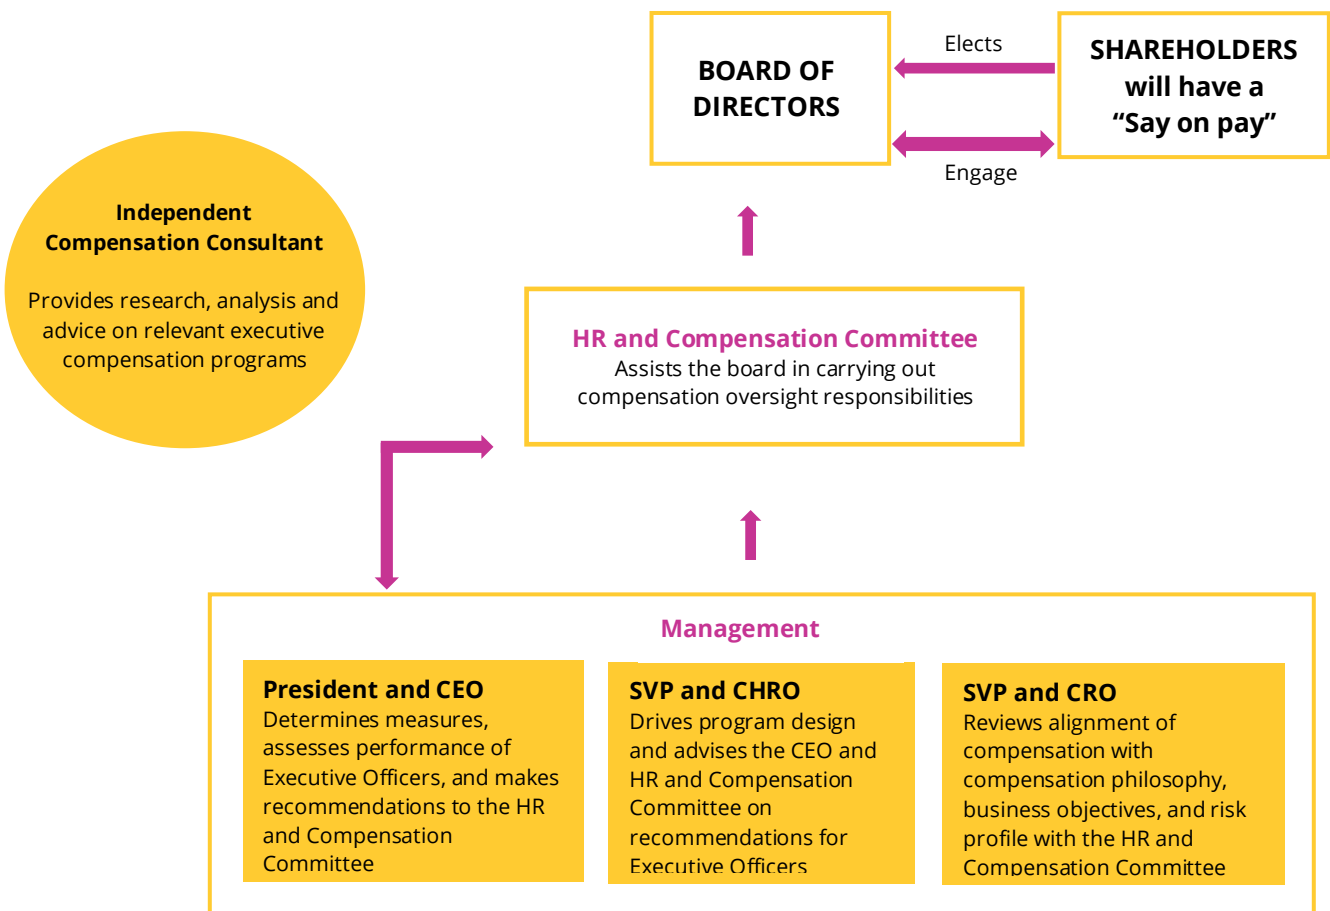 BOARD OF
DIRECTORS
Elects
Engage
SHAREHOLDERS
will have a
“Say on pay”
Independent
Compensation Consultant
Provides research, analysis and
advice on relevant executive
compensation programs
HR and Compensation Committee
Assists the board in carrying out
compensation oversight responsibilities
Management
President and CEO
Determines measures,
assesses performance of
Executive Officers, and makes
recommendations to the HR
and Compensation
Committee
SVP and CHRO
Drives program design
and advises the CEO and
HR and Compensation
Committee on
recommendations for
Executive Officers
SVP and CRO
Reviews alignment of
compensation with
compensation philosophy,
business objectives, and risk
profile with the HR and
Compensation Committee